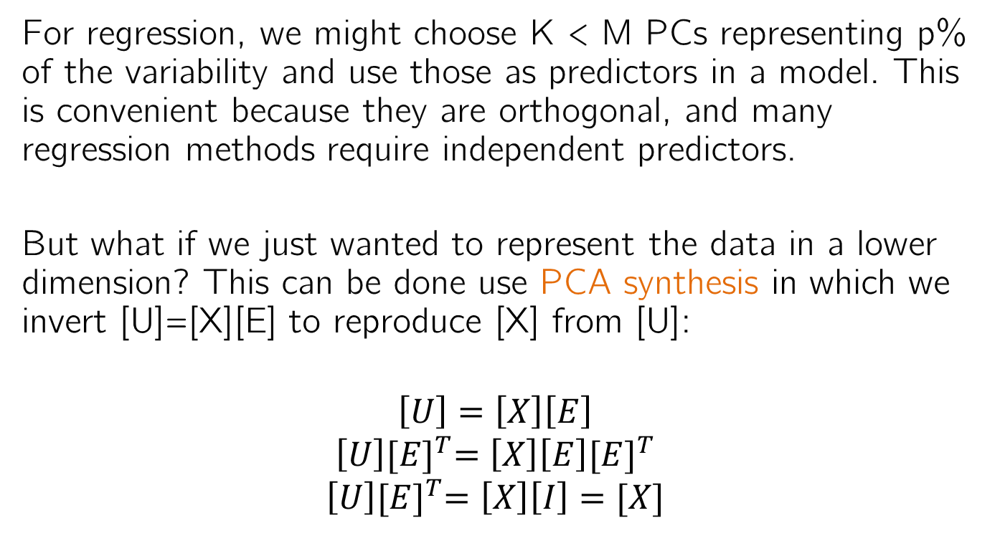 For regression, we might choose K < M PCs representing p%
of the variability and use those as predictors in a model. This
is convenient because they are orthogonal, and many
regression methods require independent predictors.
But what if we just wanted to represent the data in a lower
dimension? This can be done use PCA synthesis in which we
invert [U]=[X][E] to reproduce [X] from [U]:
[U] = [X][E]
[U][E]ᵀ= [X][E][E]ᵀ
[U][E]ᵀ= [X][I] = [X]